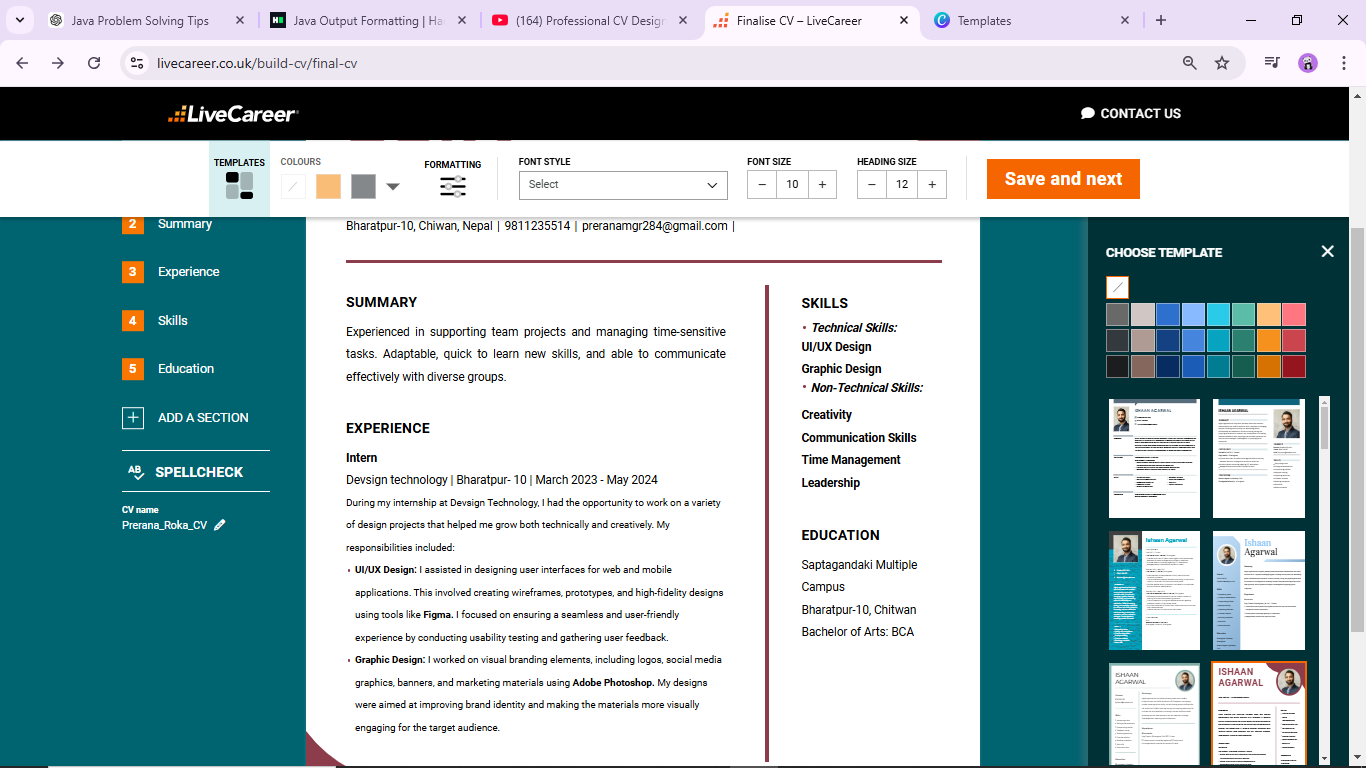 Java Problem Solving Tips
Java Output Formatting | Ha
(164) Professional CV Design
Finalise CV – LiveCareer
Templates
livecareer.co.uk/build-cv/final-cv
LiveCareer
CONTACT US
TEMPLATES
COLOURS
FORMATTING
FONT STYLE
Select
FONT SIZE
− 10 +
HEADING SIZE
− 12 +
Save and next
2 Summary
3 Experience
4 Skills
5 Education
+ ADD A SECTION
SPELLCHECK
CV name
Prerana_Roka_CV
Bharatpur-10, Chiwan, Nepal | 9811235514 | preranamgr284@gmail.com |
SUMMARY
Experienced in supporting team projects and managing time-sensitive
tasks. Adaptable, quick to learn new skills, and able to communicate
effectively with diverse groups.
EXPERIENCE
Intern
Devsign technology | Bharatpur- 10 | March 2023 - May 2024
During my internship at Devsign Technology, I had the opportunity to work on a variety
of design projects that helped me grow both technically and creatively. My
responsibilities included:
• UI/UX Design: I assisted in designing user interfaces for web and mobile
applications. This involved creating wireframes, prototypes, and high-fidelity designs
using tools like Figma. I focused on ensuring a seamless and user-friendly
experience by conducting usability testing and gathering user feedback.
• Graphic Design: I worked on visual branding elements, including logos, social media
graphics, banners, and marketing materials using Adobe Photoshop. My designs
were aimed at improving brand identity and making the materials more visually
engaging for the target audience.
SKILLS
• Technical Skills:
UI/UX Design
Graphic Design
• Non-Technical Skills:
Creativity
Communication Skills
Time Management
Leadership
EDUCATION
Saptagandaki Multiple
Campus
Bharatpur-10, Chitwan
Bachelor of Arts: BCA
CHOOSE TEMPLATE
ISHAAN AGARWAL
ISHAAN AGARWAL
Ishaan Agarwal
Ishaan
Agarwal
ISHAAN
AGARWAL
ISHAAN
AGARWAL